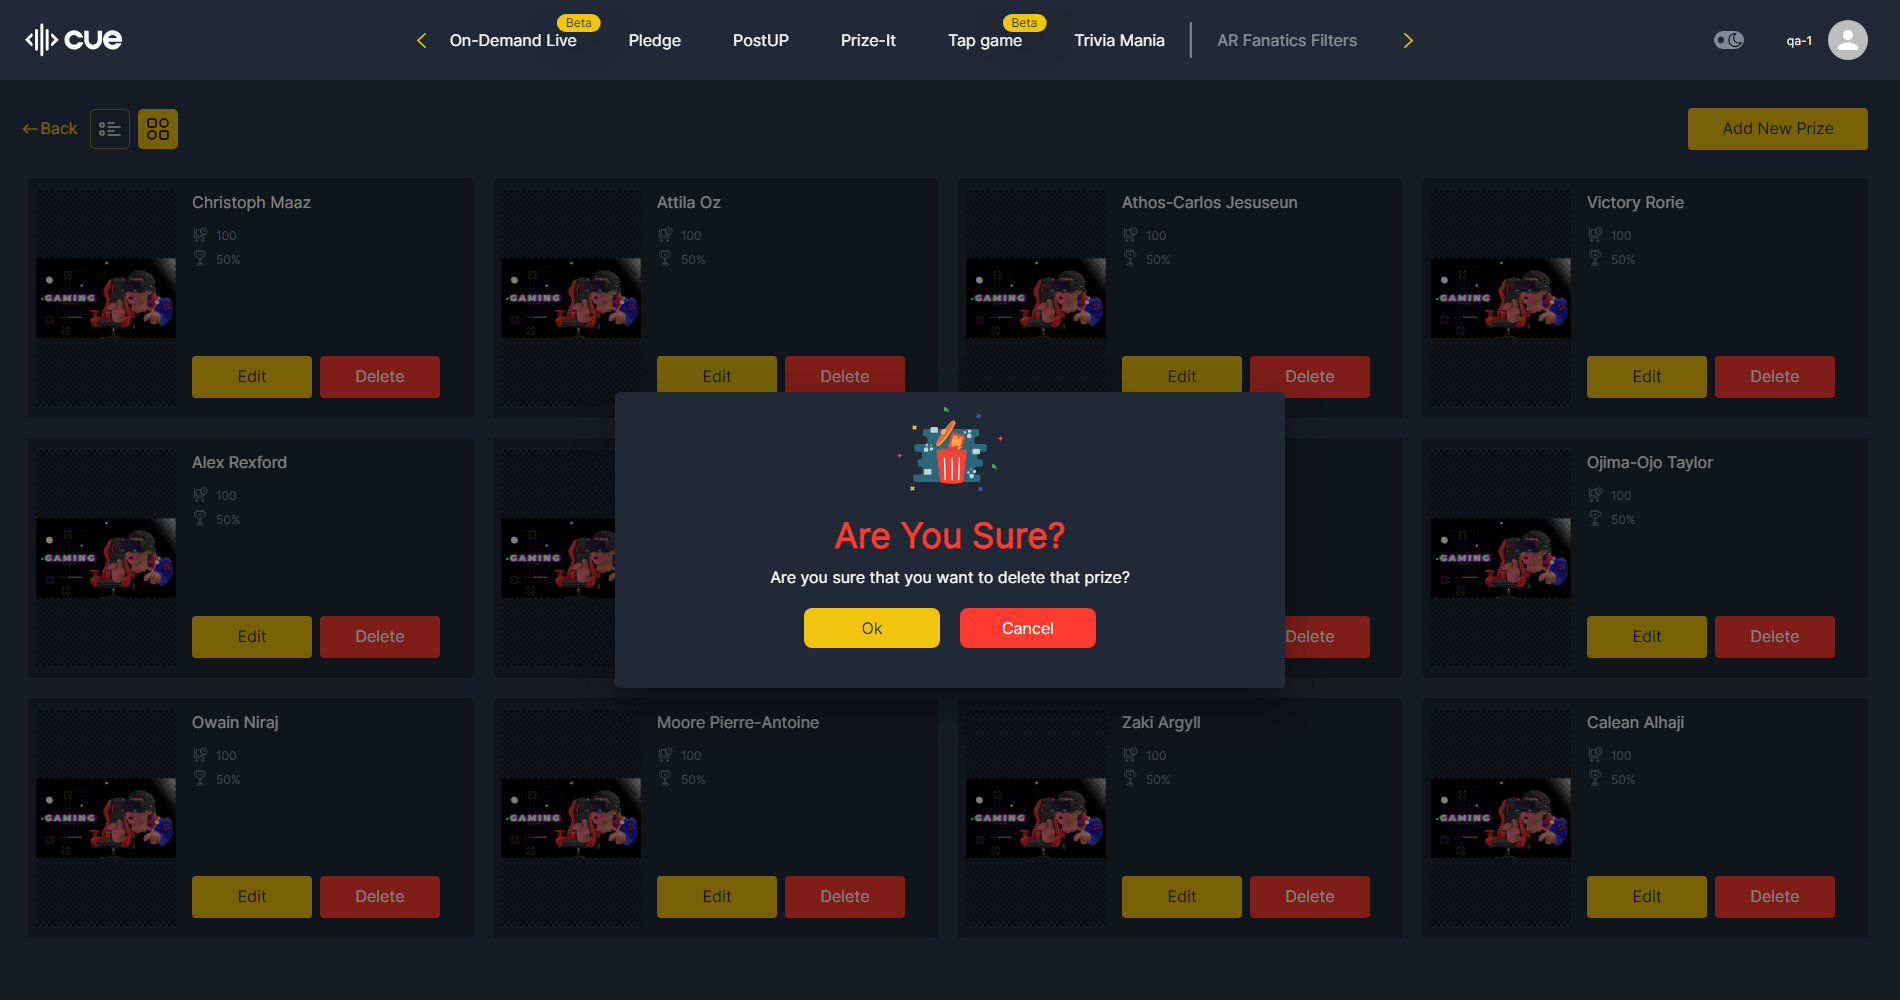 cue
On-Demand Live
Beta
Pledge
PostUP
Prize-It
Tap game
Beta
Trivia Mania
AR Fanatics Filters
qa-1
Back
Add New Prize
Christoph Maaz
100
50%
GAMING
Edit
Delete
Attila Oz
100
50%
GAMING
Edit
Delete
Athos-Carlos Jesuseun
100
50%
GAMING
Edit
Delete
Victory Rorie
100
50%
GAMING
Edit
Delete
Are You Sure?
Are you sure that you want to delete that prize?
Ok
Cancel
Alex Rexford
100
50%
GAMING
Edit
Delete
GAMING
Delete
Ojima-Ojo Taylor
100
50%
GAMING
Edit
Delete
Owain Niraj
100
50%
GAMING
Edit
Delete
Moore Pierre-Antoine
100
50%
GAMING
Edit
Delete
Zaki Argyll
100
50%
GAMING
Edit
Delete
Calean Alhaji
100
50%
GAMING
Edit
Delete